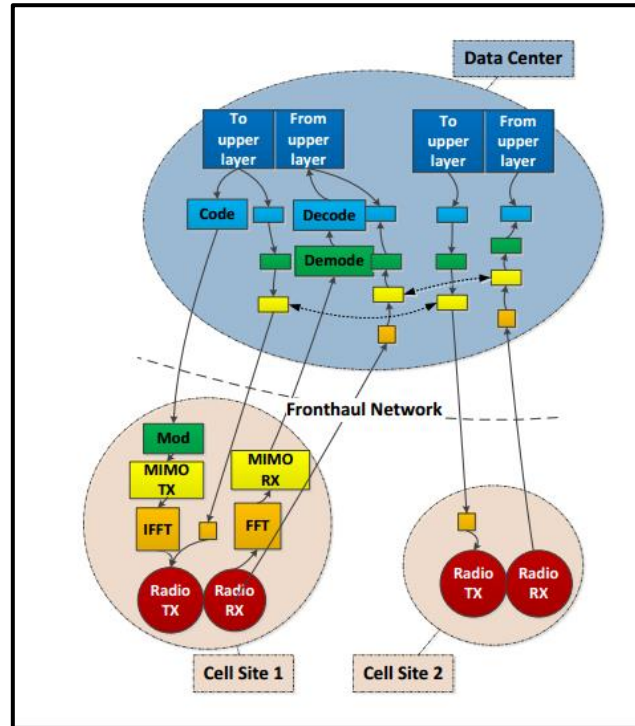 Data Center
To
upper
layer
From
upper
layer
To
upper
layer
From
upper
layer
Code
Decode
Demode
Fronthaul Network
Mod
MIMO
TX
IFFT
MIMO
RX
FFT
Radio
TX
Radio
RX
Radio
TX
Radio
RX
Cell Site 1
Cell Site 2